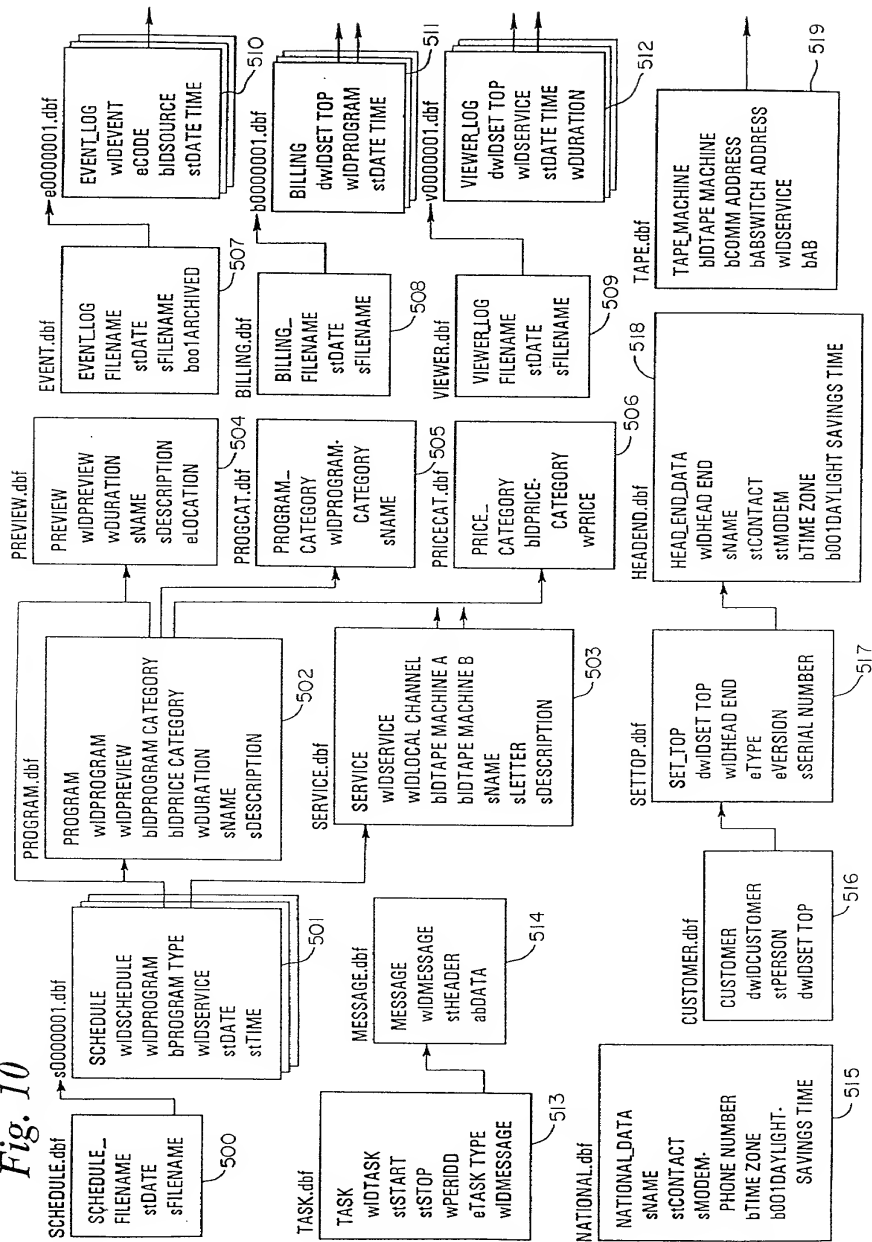 Fig. 10
SCHEDULE.dbf
SCHEDULE_
FILENAME
stDATE
sFILENAME
500
s0000001.dbf
SCHEDULE
wIDSCHEDULE
wIDPROGRAM
bPROGRAM TYPE
wIDSERVICE
stDATE
stTIME
501
PROGRAM.dbf
PROGRAM
wIDPROGRAM
wIDPREVIEW
bIDPROGRAM CATEGORY
bIDPRICE CATEGORY
wDURATION
sNAME
sDESCRIPTION
502
SERVICE.dbf
SERVICE
wIDSERVICE
wIDLOCAL CHANNEL
bIDTAPE MACHINE A
bIDTAPE MACHINE B
sNAME
sLETTER
sDESCRIPTION
503
PREVIEW.dbf
PREVIEW
wIDPREVIEW
wDURATION
sNAME
sDESCRIPTION
eLOCATION
504
PROGCAT.dbf
PROGRAM_
CATEGORY
wIDPROGRAM-
CATEGORY
sNAME
505
PRICECAT.dbf
PRICE_
CATEGORY
bIDPRICE-
CATEGORY
wPRICE
506
EVENT.dbf
EVENT_LOG
FILENAME
stDATE
sFILENAME
boo1ARCHIVED
507
BILLING.dbf
BILLING_
FILENAME
stDATE
sFILENAME
508
VIEWER.dbf
VIEWER_LOG
FILENAME
stDATE
sFILENAME
509
e0000001.dbf
EVENT_LOG
wIDEVENT
eCODE
bIDSOURCE
stDATE TIME
510
b0000001.dbf
BILLING
dwIDSET TOP
wIDPROGRAM
stDATE TIME
511
v0000001.dbf
VIEWER_LOG
dwIDSET TOP
wIDSERVICE
stDATE TIME
wDURATION
512
TASK.dbf
TASK
wIDTASK
stSTART
stSTOP
wPERIDD
eTASK TYPE
wIDMESSAGE
513
MESSAGE.dbf
MESSAGE
wIDMESSAGE
stHEADER
abDATA
514
NATIONAL.dbf
NATIONAL_DATA
sNAME
stCONTACT
sMODEM-
PHONE NUMBER
bTIME ZONE
b001DAYLIGHT-
SAVINGS TIME
515
CUSTOMER.dbf
CUSTOMER
dwIDCUSTOMER
stPERSON
dwIDSET TOP
516
SETTOP.dbf
SET_TOP
dwIDSET TOP
wIDHEAD END
eTYPE
eVERSION
sSERIAL NUMBER
517
HEADEND.dbf
HEAD_END_DATA
wIDHEAD END
sNAME
stCONTACT
stMODEM
bTIME ZONE
b001DAYLIGHT SAVINGS TIME
518
TAPE.dbf
TAPE_MACHINE
bIDTAPE MACHINE
bCOMM ADDRESS
bABSWITCH ADDRESS
wIDSERVICE
bAB
519